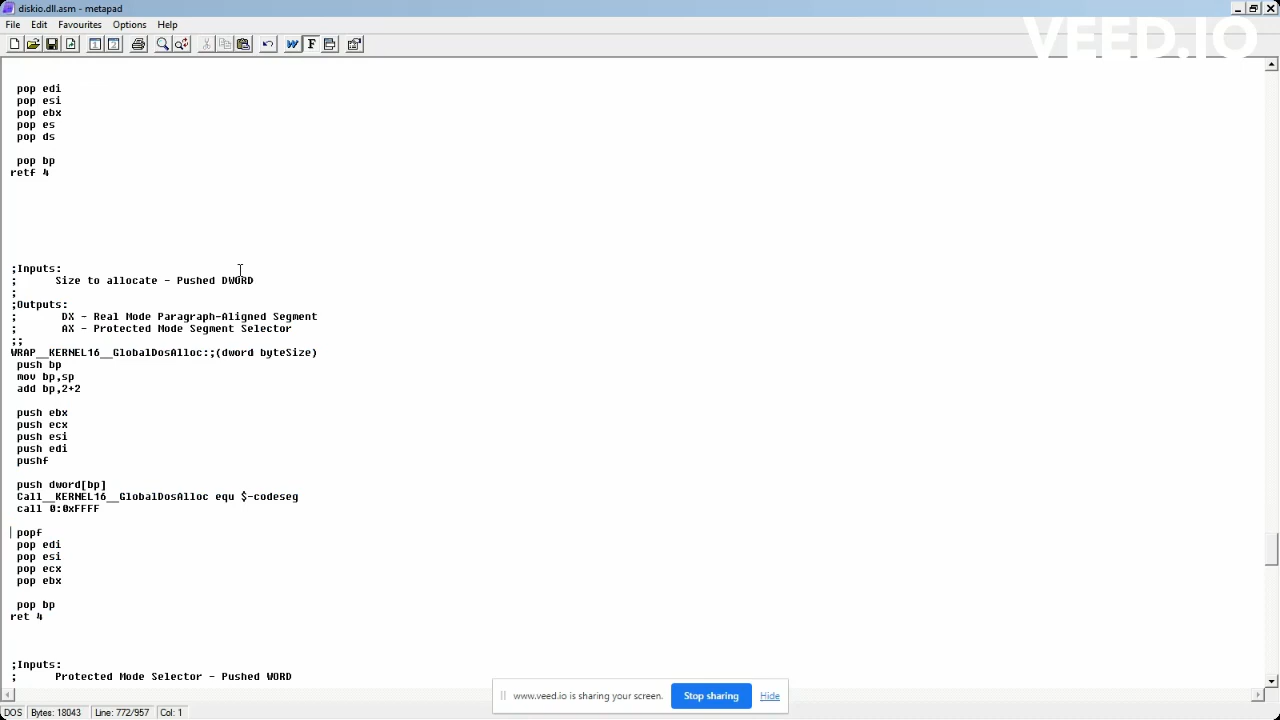 diskio.dll.asm - metapad
File Edit Favourites Options Help
VEED.IO
pop edi
pop esi
pop ebx
pop es
pop ds
pop bp
retf 4
;Inputs:
; Size to allocate - Pushed DWORD
;
;Outputs:
; DX - Real Mode Paragraph-Aligned Segment
; AX - Protected Mode Segment Selector
;;
WRAP__KERNEL16__GlobalDosAlloc:;(dword byteSize)
push bp
mov bp,sp
add bp,2+2
push ebx
push ecx
push esi
push edi
pushf
push dword[bp]
Call__KERNEL16__GlobalDosAlloc equ $-codeseg
call 0:0xFFFF
popf
pop edi
pop esi
pop ecx
pop ebx
pop bp
ret 4
;Inputs:
; Protected Mode Selector - Pushed WORD
www.veed.io is sharing your screen. Stop sharing Hide
DOS Bytes: 18043 Line: 772/957 Col: 1